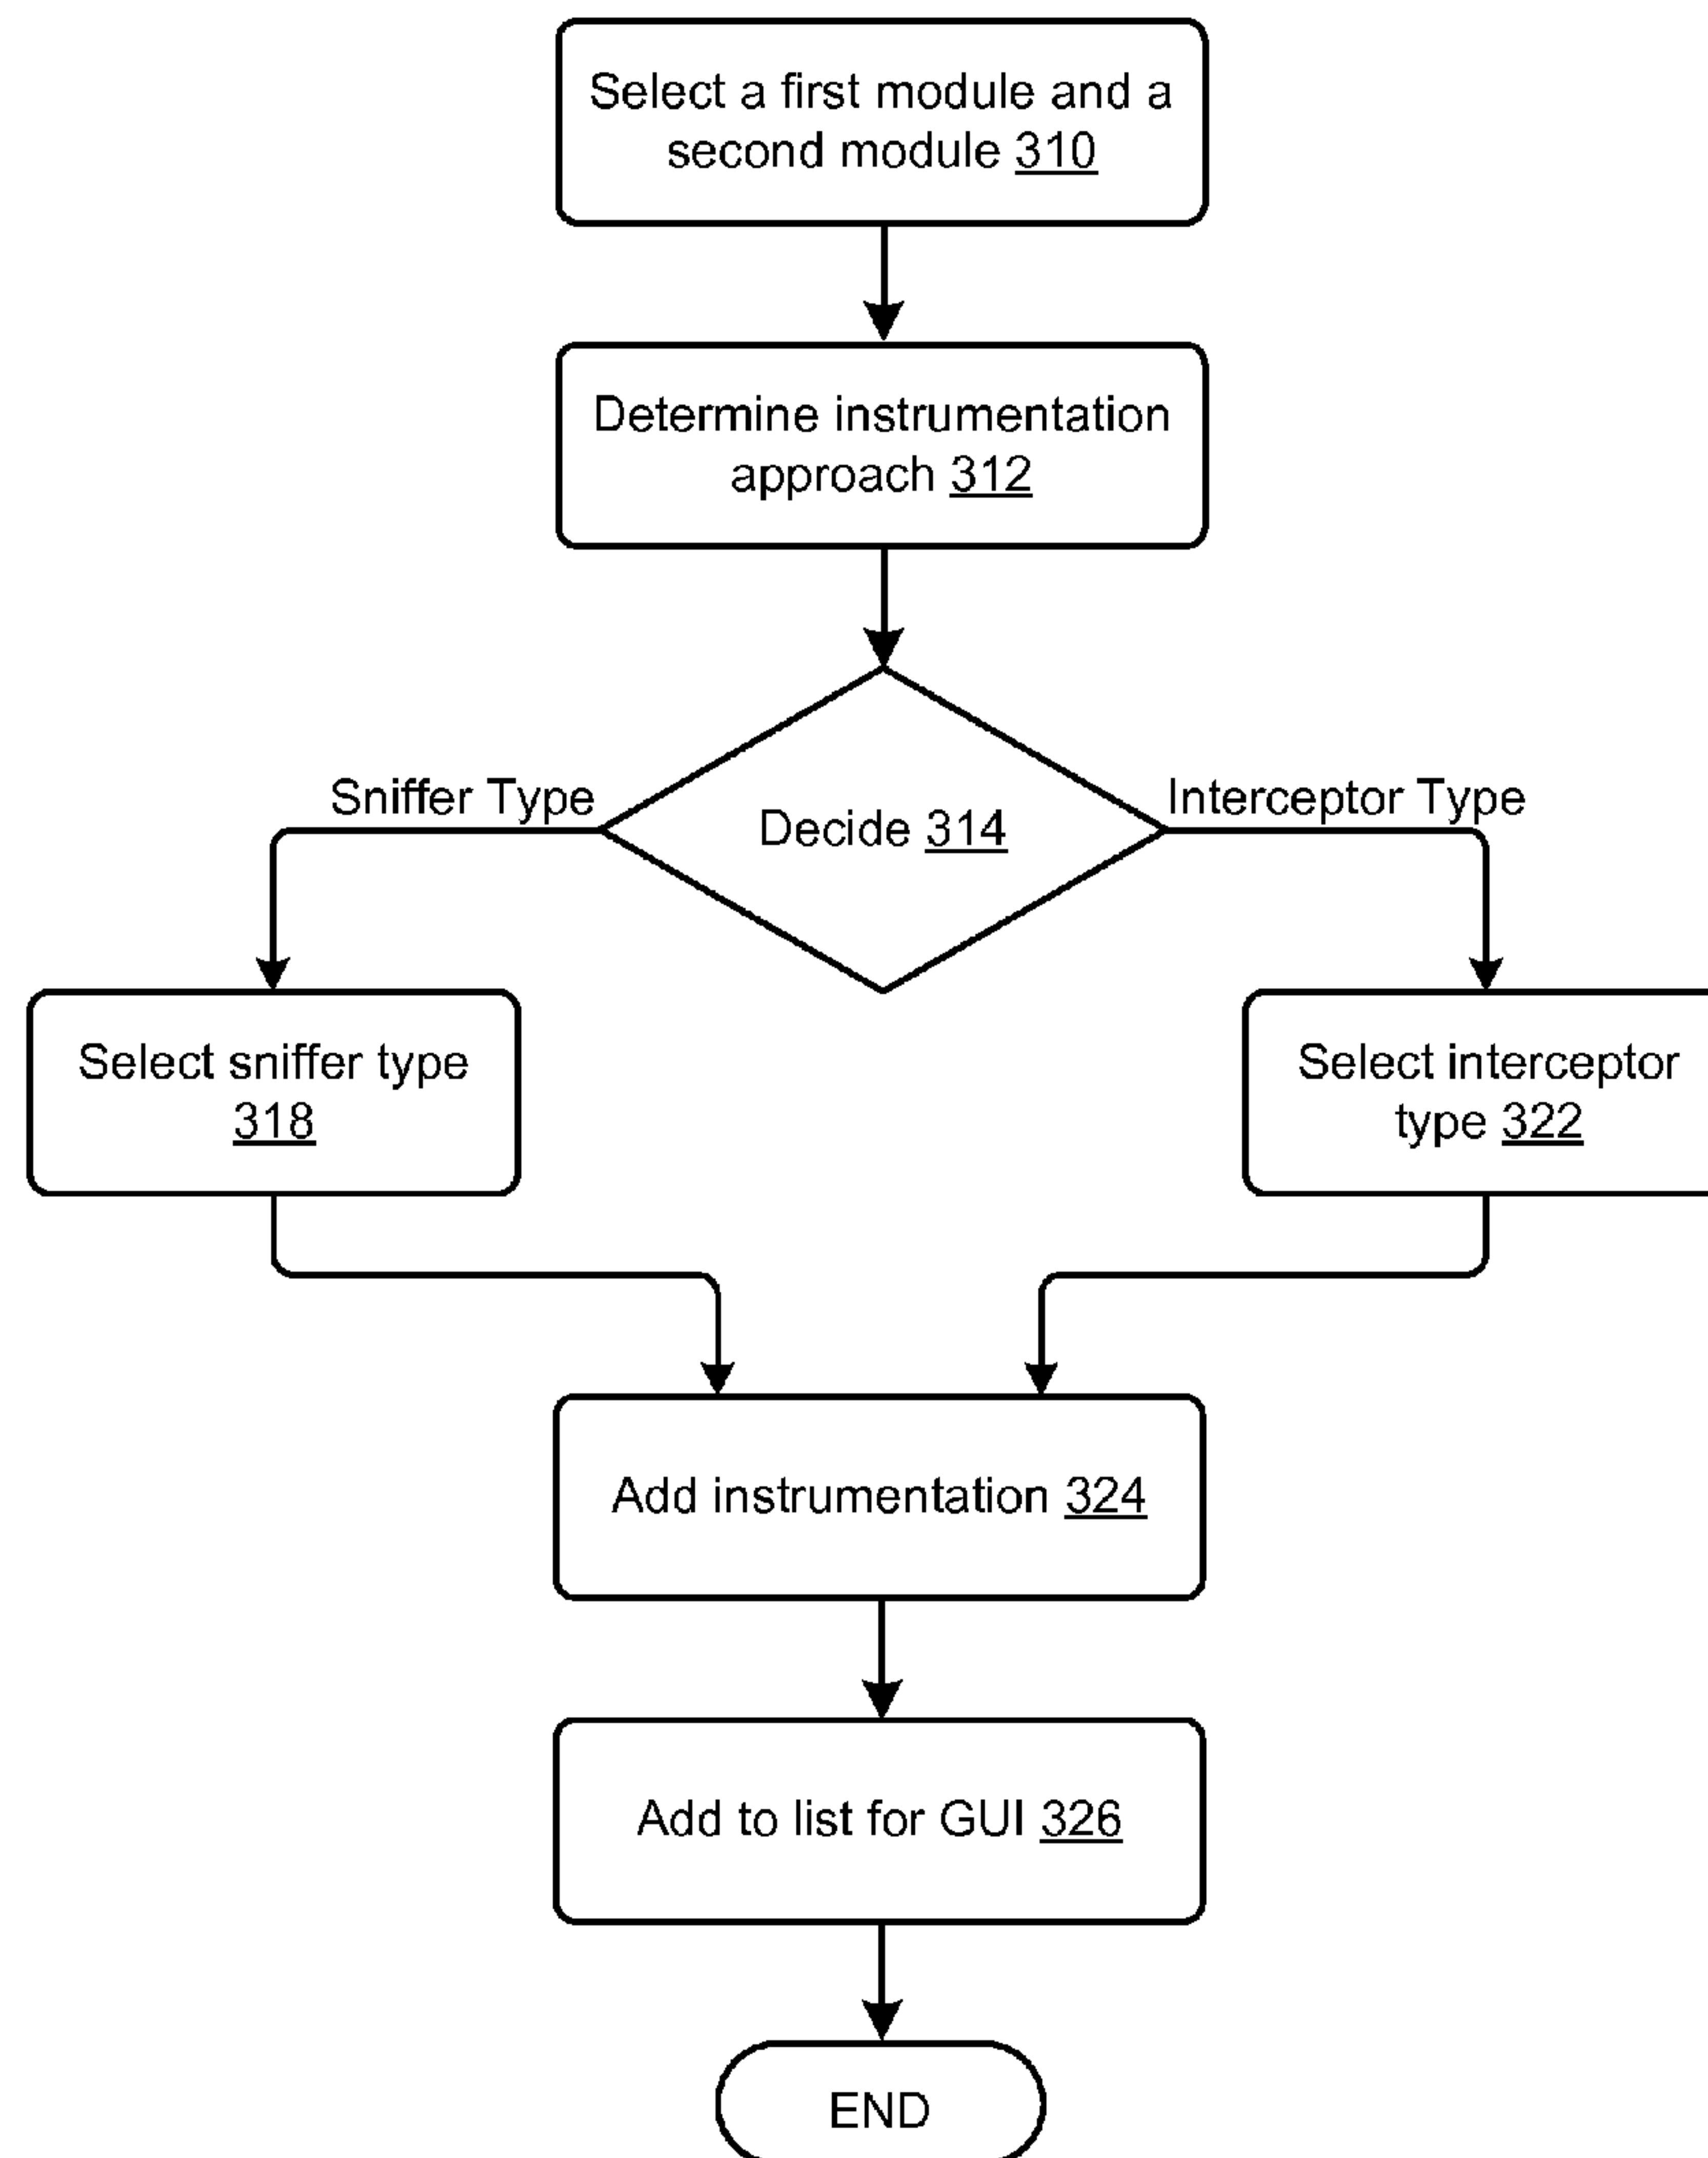 Select a first module and a
second module 310
Determine instrumentation
approach 312
Sniffer Type
Decide 314
Interceptor Type
Select sniffer type
318
Select interceptor
type 322
Add instrumentation 324
Add to list for GUI 326
END